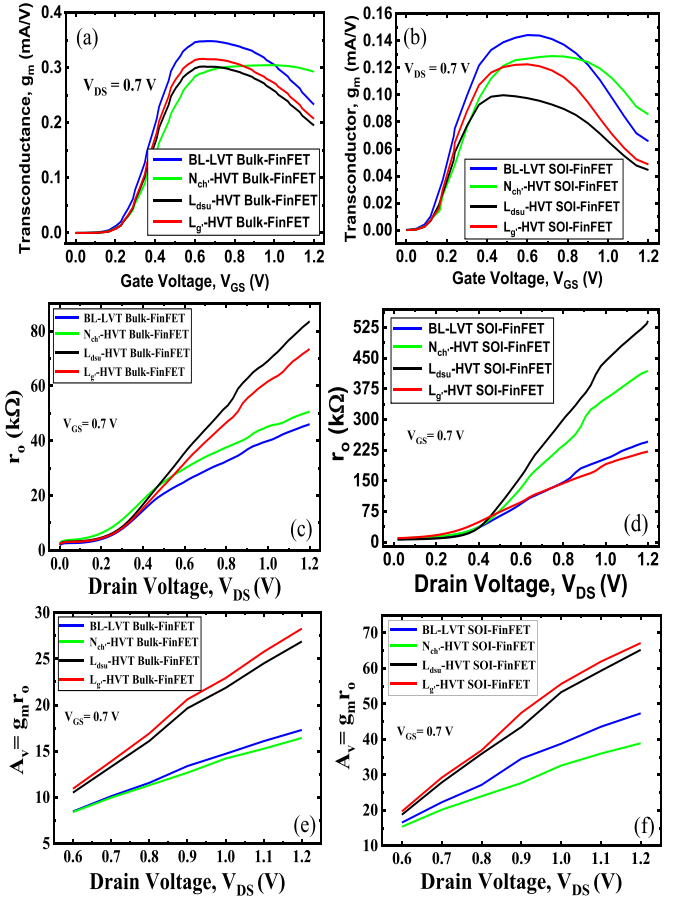 (a)
Transconductance, gm (mA/V)
0.4
0.3
0.2
0.1
0.0
VDS = 0.7 V
BL-LVT Bulk-FinFET
Nch'-HVT Bulk-FinFET
Ldsu-HVT Bulk-FinFET
Lg'-HVT Bulk-FinFET
0.0 0.2 0.4 0.6 0.8 1.0 1.2
Gate Voltage, VGS (V)
(b)
Transconductor, gm (mA/V)
0.16
0.14
0.12
0.10
0.08
0.06
0.04
0.02
0.00
VDS = 0.7 V
BL-LVT SOI-FinFET
Nch'-HVT SOI-FinFET
Ldsu-HVT SOI-FinFET
Lg'-HVT SOI-FinFET
0.0 0.2 0.4 0.6 0.8 1.0 1.2
Gate Voltage, VGS (V)
ro (kΩ)
80
60
40
20
0
BL-LVT Bulk-FinFET
Nch'-HVT Bulk-FinFET
Ldsu-HVT Bulk-FinFET
Lg'-HVT Bulk-FinFET
VGS= 0.7 V
(c)
0.0 0.2 0.4 0.6 0.8 1.0 1.2
Drain Voltage, VDS (V)
ro (kΩ)
525
450
375
300
225
150
75
0
BL-LVT SOI-FinFET
Nch'-HVT SOI-FinFET
Ldsu-HVT SOI-FinFET
Lg'-HVT SOI-FinFET
VGS= 0.7 V
(d)
0.0 0.2 0.4 0.6 0.8 1.0 1.2
Drain Voltage, VDS (V)
Av= gmro
30
25
20
15
10
5
BL-LVT Bulk-FinFET
Nch'-HVT Bulk-FinFET
Ldsu-HVT Bulk-FinFET
Lg'-HVT Bulk-FinFET
VGS= 0.7 V
(e)
0.6 0.7 0.8 0.9 1.0 1.1 1.2
Drain Voltage, VDS (V)
Av= gmro
70
60
50
40
30
20
10
BL-LVT SOI-FinFET
Nch'-HVT SOI-FinFET
Ldsu-HVT SOI-FinFET
Lg'-HVT SOI-FinFET
VGS= 0.7 V
(f)
0.6 0.7 0.8 0.9 1.0 1.1 1.2
Drain Voltage, VDS (V)